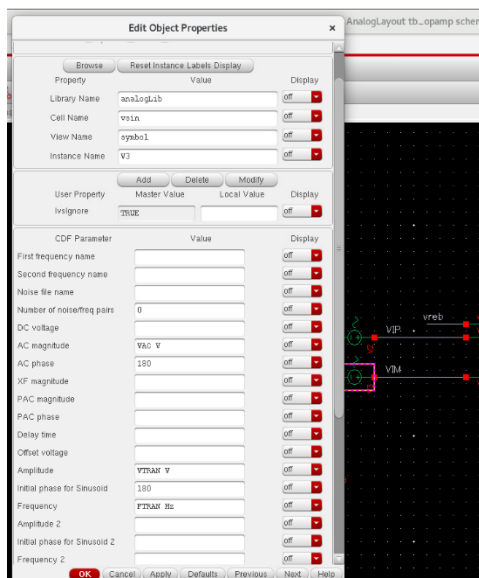 AnalogLayout tb_opamp scher
Edit Object Properties ×
Browse Reset Instance Labels Display
Property Value Display
Library Name analogLib off
Cell Name vsin off
View Name symbol off
Instance Name V3 off
Add Delete Modify
User Property Master Value Local Value Display
lvsIgnore TRUE off
CDF Parameter Value Display
First frequency name off
Second frequency name off
Noise file name off
Number of noise/freq pairs 0 off
DC voltage off
AC magnitude VAC V off
AC phase 180 off
XF magnitude off
PAC magnitude off
PAC phase off
Delay time off
Offset voltage off
Amplitude VTRAN V off
Initial phase for Sinusoid 180 off
Frequency FTRAN Hz off
Amplitude 2 off
Initial phase for Sinusoid 2 off
Frequency 2 off
OK Cancel Apply Defaults Previous Next Help
vreb
VIP
VIM